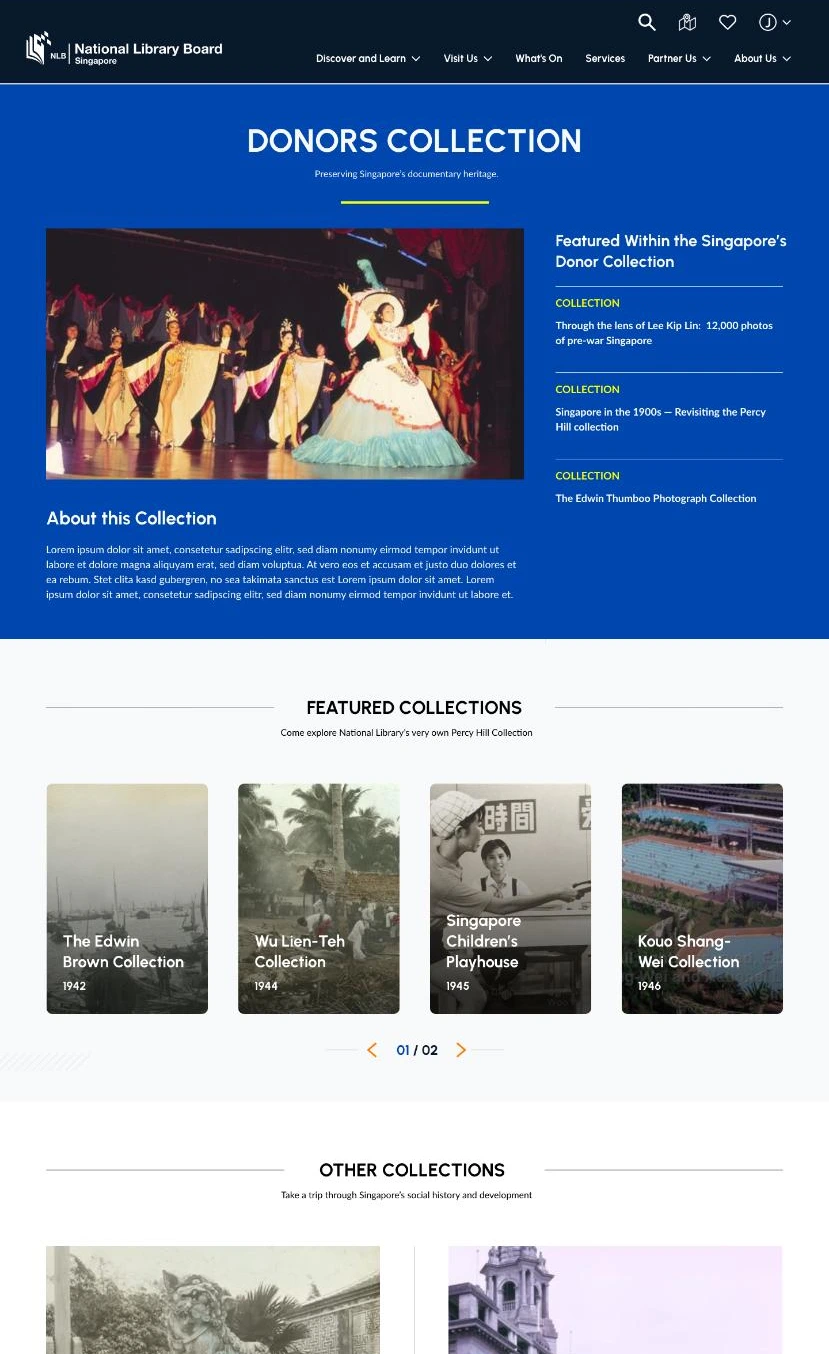 J
NLB
National Library Board
Singapore
Discover and Learn
Visit Us
What's On
Services
Partner Us
About Us
DONORS COLLECTION
Preserving Singapore's documentary heritage.
Featured Within the Singapore's
Donor Collection
COLLECTION
Through the lens of Lee Kip Lin: 12,000 photos
of pre-war Singapore
COLLECTION
Singapore in the 1900s — Revisiting the Percy
Hill collection
COLLECTION
The Edwin Thumboo Photograph Collection
About this Collection
Lorem ipsum dolor sit amet, consetetur sadipscing elitr, sed diam nonumy eirmod tempor invidunt ut
labore et dolore magna aliquyam erat, sed diam voluptua. At vero eos et accusam et justo duo dolores et
ea rebum. Stet clita kasd gubergren, no sea takimata sanctus est Lorem ipsum dolor sit amet. Lorem
ipsum dolor sit amet, consetetur sadipscing elitr, sed diam nonumy eirmod tempor invidunt ut labore et.
FEATURED COLLECTIONS
Come explore National Library's very own Percy Hill Collection
時間
The Edwin
Brown Collection
1942
Wu Lien-Teh
Collection
1944
Singapore
Children's
Playhouse
1945
Kouo Shang-
Wei Collection
1946
01 / 02
OTHER COLLECTIONS
Take a trip through Singapore's social history and development